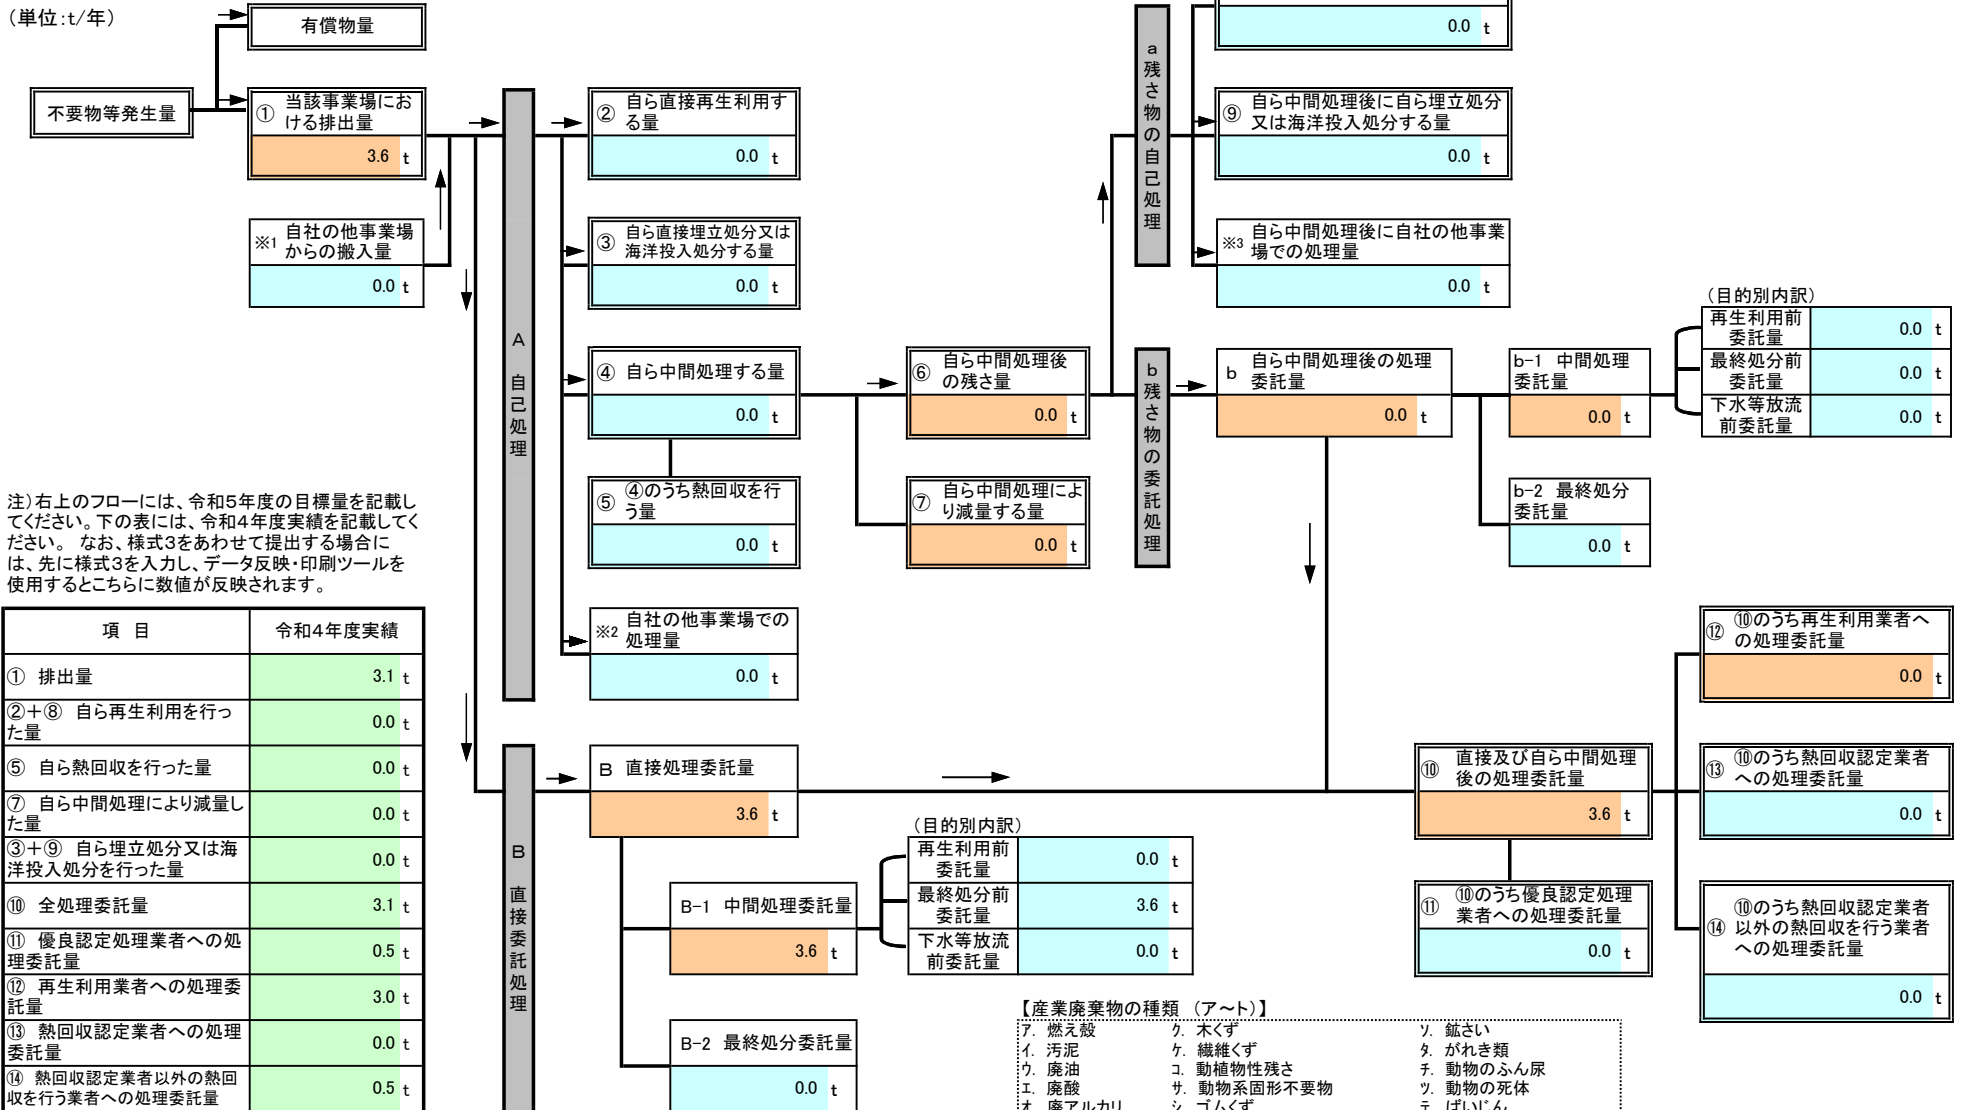 (単位:t/年)
有償物量
不要物等発生量
① 当該事業場にお
ける排出量
3.6 t
※1 自社の他事業場
からの搬入量
0.0 t
A 自己処理
② 自ら直接再生利用す
る量
0.0 t
③ 自ら直接埋立処分又は
海洋投入処分する量
0.0 t
④ 自ら中間処理する量
0.0 t
⑤ ④のうち熱回収を行
う量
0.0 t
※2 自社の他事業場での
処理量
0.0 t
⑥ 自ら中間処理後
の残さ量
0.0 t
⑦ 自ら中間処理によ
り減量する量
0.0 t
a残さ物の自己処理
0.0 t
⑨ 自ら中間処理後に自ら埋立処分
又は海洋投入処分する量
0.0 t
※3 自ら中間処理後に自社の他事業
場での処理量
0.0 t
b残さ物の委託処理
b 自ら中間処理後の処理
委託量
0.0 t
b-1 中間処理
委託量
0.0 t
(目的別内訳)
再生利用前
委託量
0.0 t
最終処分前
委託量
0.0 t
下水等放流
前委託量
0.0 t
b-2 最終処分
委託量
0.0 t
注)右上のフローには、令和5年度の目標量を記載し
てください。下の表には、令和4年度実績を記載してく
ださい。 なお、様式3をあわせて提出する場合に
は、先に様式3を入力し、データ反映・印刷ツールを
使用するとこちらに数値が反映されます。
項 目 令和4年度実績
① 排出量 3.1 t
②+⑧ 自ら再生利用を行っ
た量
0.0 t
⑤ 自ら熱回収を行った量 0.0 t
⑦ 自ら中間処理により減量し
た量
0.0 t
③+⑨ 自ら埋立処分又は海
洋投入処分を行った量
0.0 t
⑩ 全処理委託量 3.1 t
⑪ 優良認定処理業者への処
理委託量
0.5 t
⑫ 再生利用業者への処理委
託量
3.0 t
⑬ 熱回収認定業者への処理
委託量
0.0 t
⑭ 熱回収認定業者以外の熱回
収を行う業者への処理委託量
0.5 t
B 直接委託処理
B 直接処理委託量
3.6 t
B-1 中間処理委託量
3.6 t
(目的別内訳)
再生利用前
委託量
0.0 t
最終処分前
委託量
3.6 t
下水等放流
前委託量
0.0 t
B-2 最終処分委託量
0.0 t
⑩ 直接及び自ら中間処理
後の処理委託量
3.6 t
⑪ ⑩のうち優良認定処理
業者への処理委託量
0.0 t
⑫ ⑩のうち再生利用業者へ
の処理委託量
0.0 t
⑬ ⑩のうち熱回収認定業者
への処理委託量
0.0 t
⑭ ⑩のうち熱回収認定業者
以外の熱回収を行う業者
への処理委託量
0.0 t
【産業廃棄物の種類 (ア~ト)】
ア. 燃え殻 ク. 木くず ソ. 鉱さい
イ. 汚泥 ケ. 繊維くず タ. がれき類
ウ. 廃油 コ. 動植物性残さ チ. 動物のふん尿
エ. 廃酸 サ. 動物系固形不要物 ツ. 動物の死体
オ. 廃アルカリ シ. ゴムくず テ. ばいじん